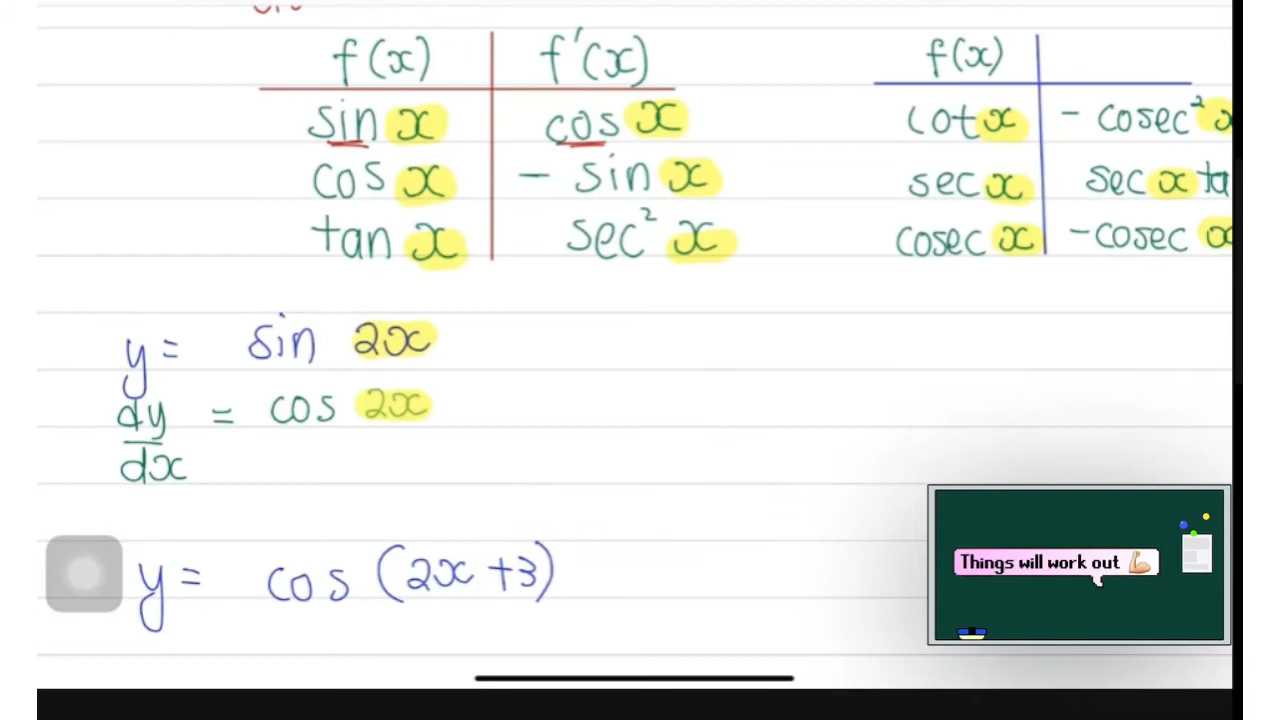 f(x) f'(x) f(x)
sin x cos x cot x - cosec² x
cos x - sin x sec x sec x ta
tan x sec² x cosec x -cosec x
y = sin 2x
dy/dx = cos 2x
y = cos (2x+3)
Things will work out 💪🏼